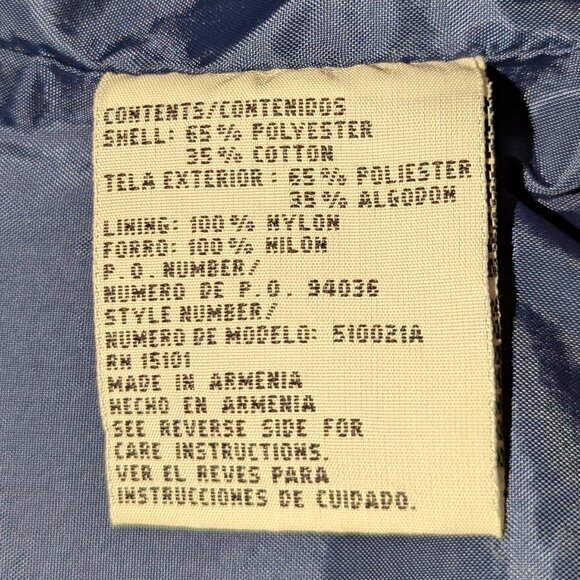 CONTENTS/CONTENIDOS
SHELL: 65% POLYESTER
35% COTTON
TELA EXTERIOR: 65% POLIESTER
35% ALGODON
LINING: 100% NYLON
FORRO: 100% NILON
P.O. NUMBER/
NUMERO DE P.O. 94036
STYLE NUMBER/
NUMERO DE MODELO: 510021A
RN 15101
MADE IN ARMENIA
HECHO EN ARMENIA
SEE REVERSE SIDE FOR
CARE INSTRUCTIONS.
VER EL REVES PARA
INSTRUCCIONES DE CUIDADO.